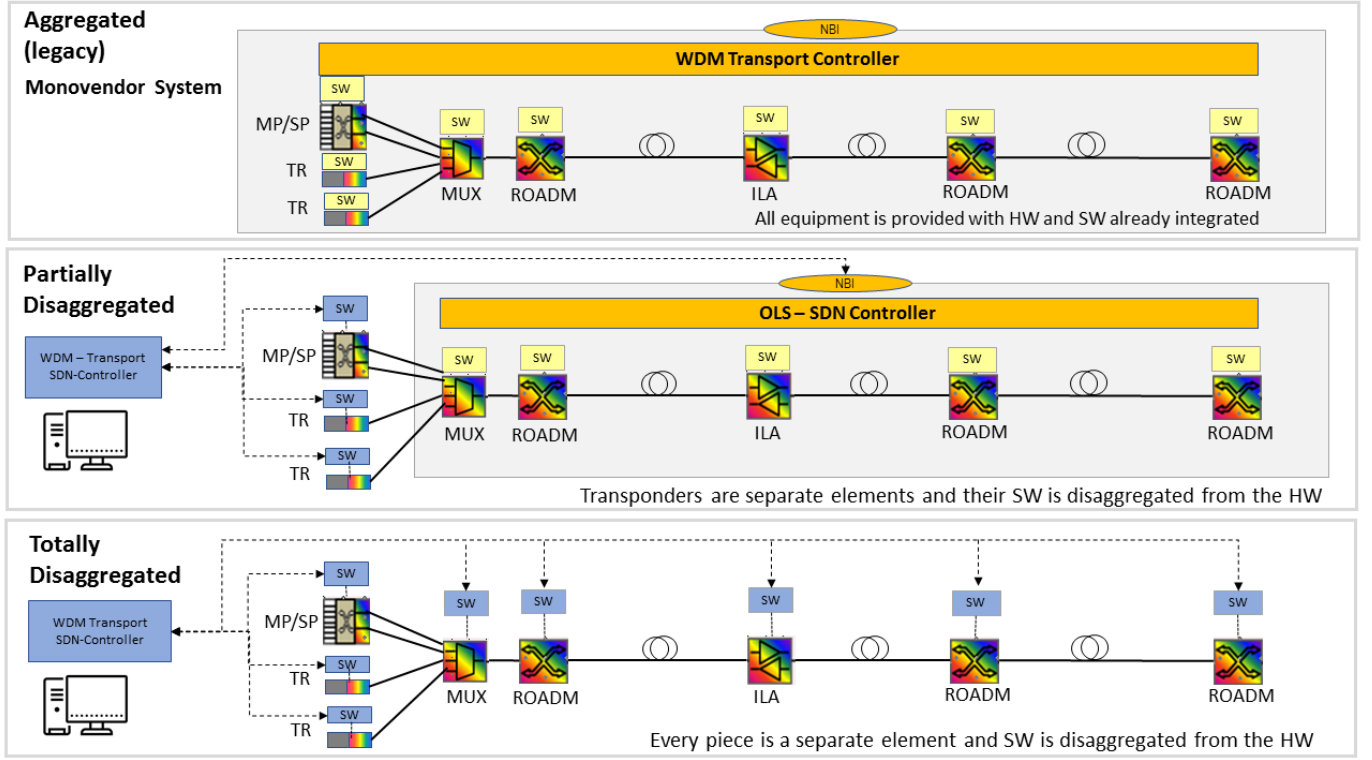 Aggregated
(legacy)
Monovendor System
NBI
WDM Transport Controller
SW
MP/SP
SW
TR
SW
TR
SW
MUX
SW
ROADM
SW
ILA
SW
ROADM
SW
ROADM
All equipment is provided with HW and SW already integrated
Partially
Disaggregated
WDM – Transport
SDN-Controller
NBI
OLS – SDN Controller
SW
MP/SP
SW
TR
SW
TR
SW
MUX
SW
ROADM
SW
ILA
SW
ROADM
SW
ROADM
Transponders are separate elements and their SW is disaggregated from the HW
Totally
Disaggregated
WDM Transport
SDN-Controller
SW
MP/SP
SW
TR
SW
TR
SW
MUX
SW
ROADM
SW
ILA
SW
ROADM
SW
ROADM
Every piece is a separate element and SW is disaggregated from the HW